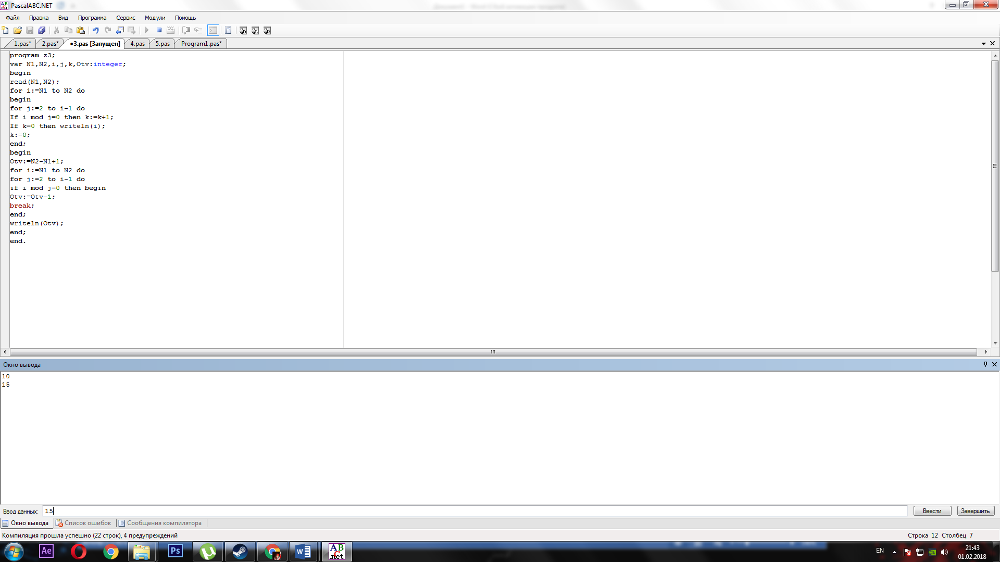 PascalABC.NET
Файл Правка Вид Программа Сервис Модули Помощь
1.pas* 2.pas* •3.pas [Запущен] 4.pas 5.pas Program1.pas*
program z3;
var N1,N2,i,j,k,Otv:integer;
begin
read(N1,N2);
for i:=N1 to N2 do
begin
for j:=2 to i-1 do
If i mod j=0 then k:=k+1;
If k=0 then writeln(i);
k:=0;
end;
begin
Otv:=N2-N1+1;
for i:=N1 to N2 do
for j:=2 to i-1 do
if i mod j=0 then begin
Otv:=Otv-1;
break;
end;
writeln(Otv);
end;
end.
Окно вывода
10
15
Ввод данных: 15 Ввести Завершить
Окно вывода Список ошибок Сообщения компилятора
Компиляция прошла успешно (22 строк), 4 предупреждений Строка 12 Столбец 7
Ae Ps W AB C .net EN 21:43
01.02.2018